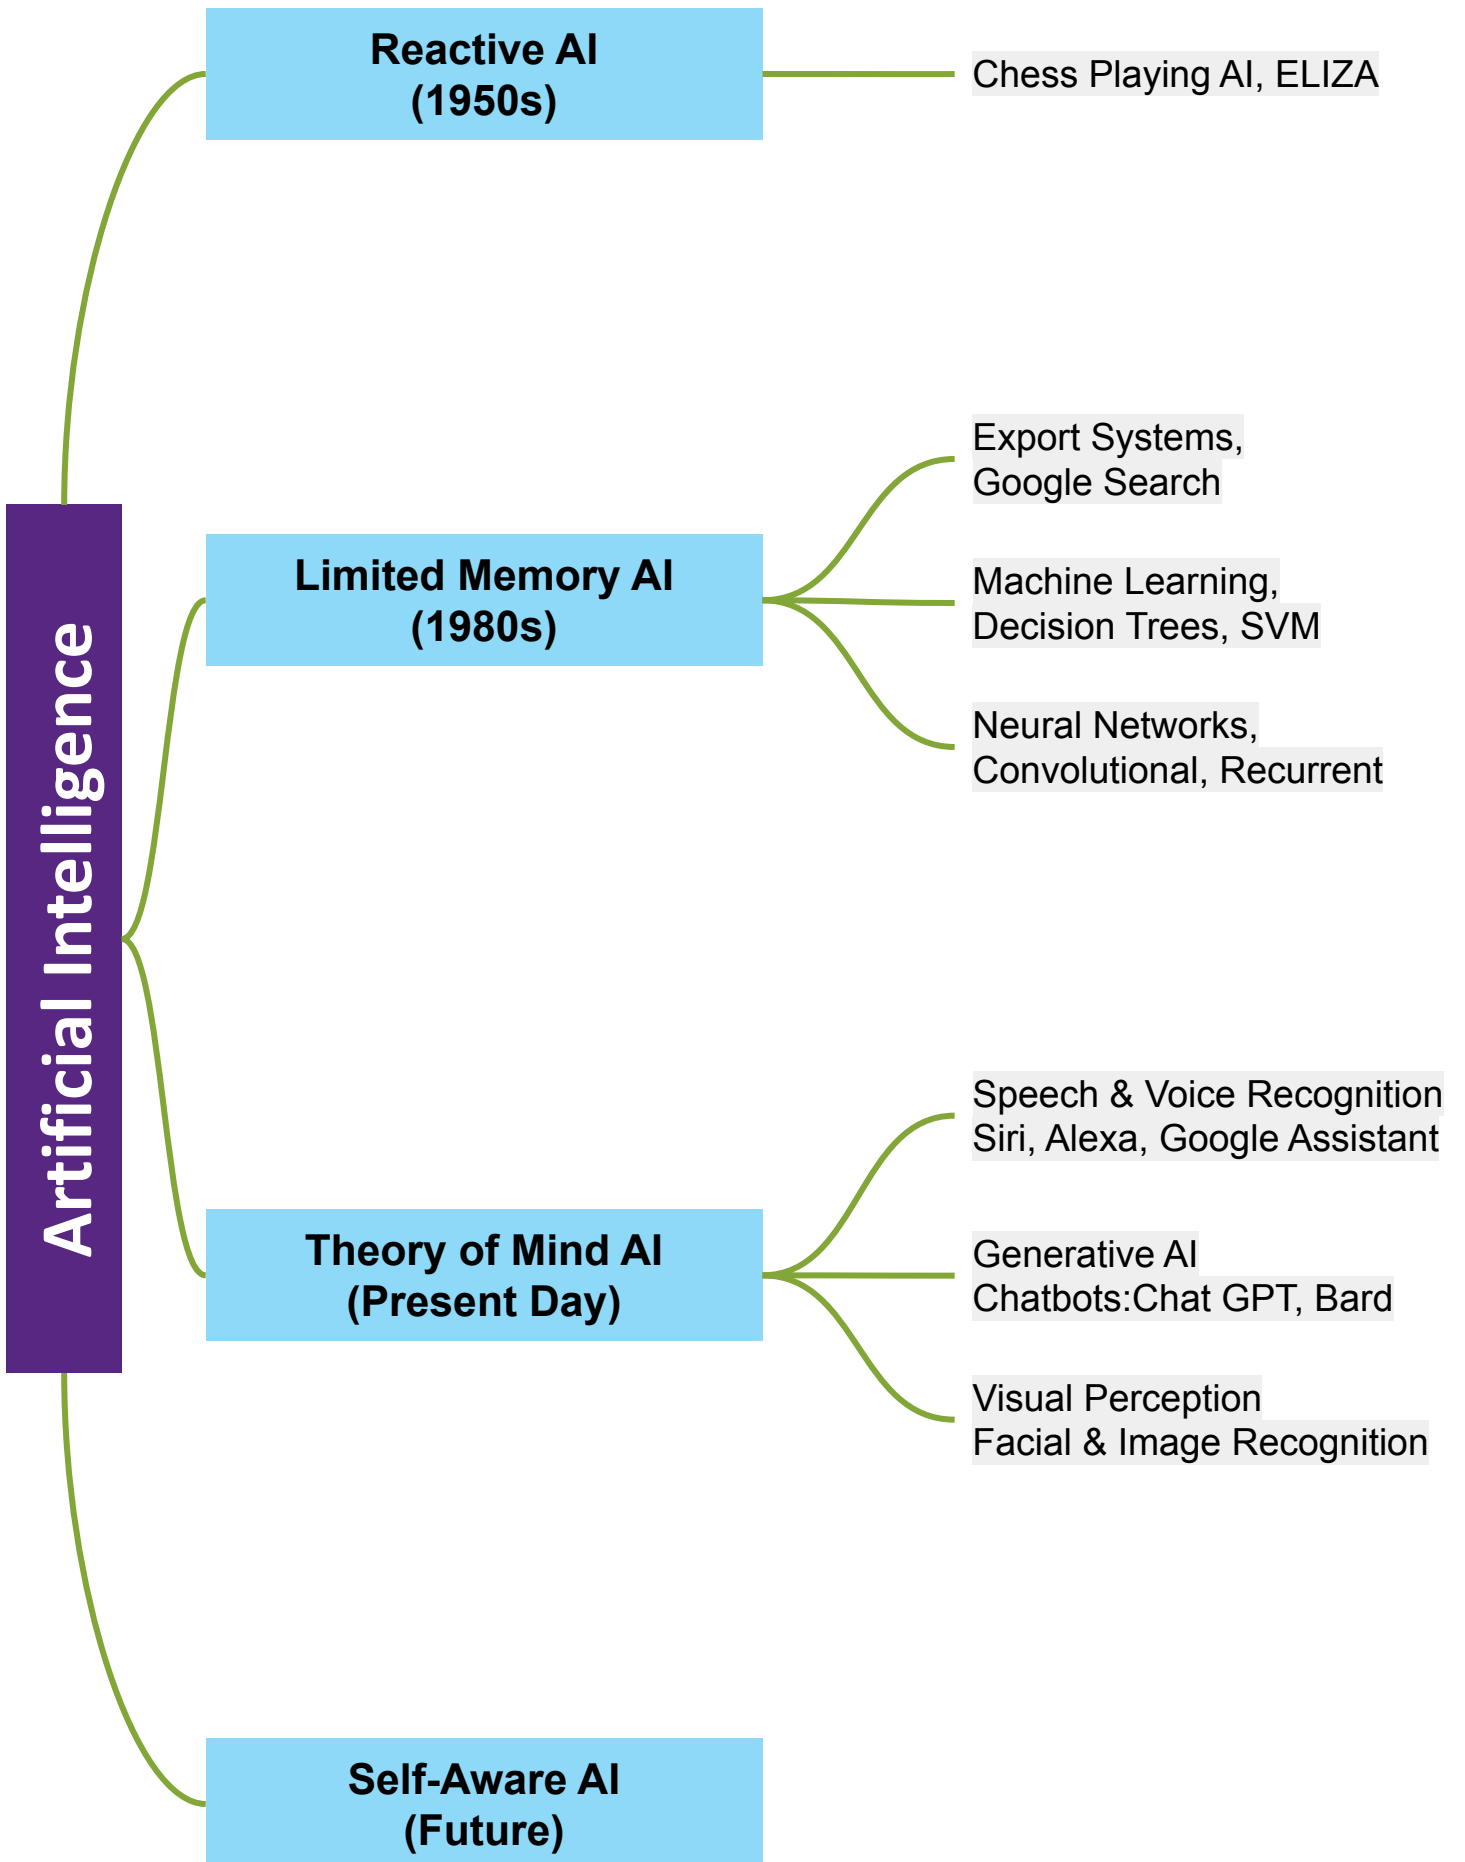 Artificial Intelligence
Reactive AI
(1950s)
Chess Playing AI, ELIZA
Limited Memory AI
(1980s)
Export Systems,
Google Search
Machine Learning,
Decision Trees, SVM
Neural Networks,
Convolutional, Recurrent
Theory of Mind AI
(Present Day)
Speech & Voice Recognition
Siri, Alexa, Google Assistant
Generative AI
Chatbots:Chat GPT, Bard
Visual Perception
Facial & Image Recognition
Self-Aware AI
(Future)